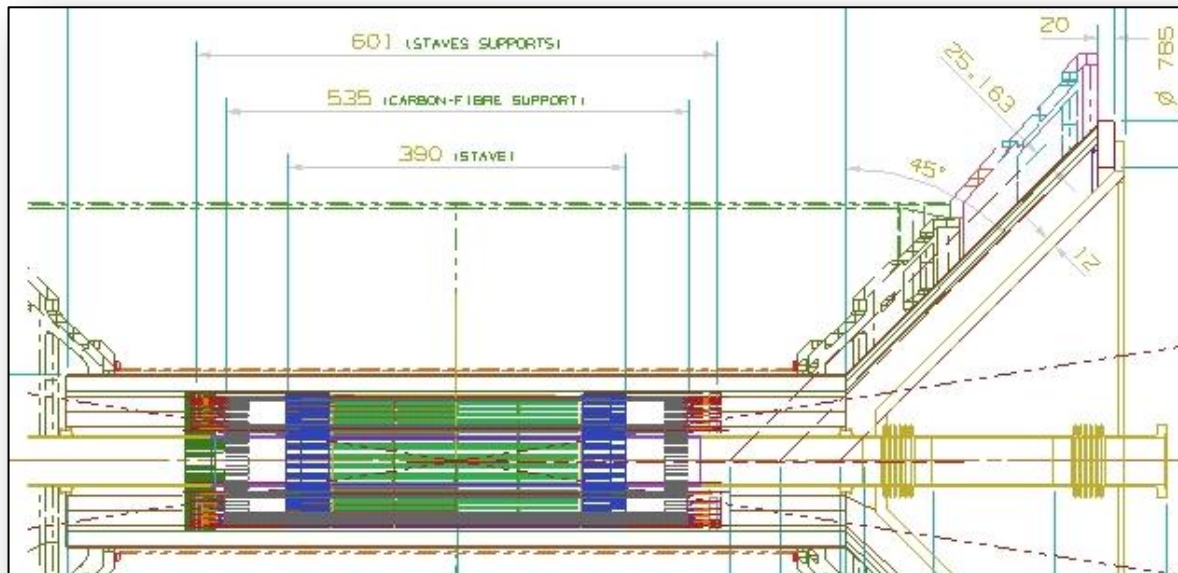 601 (STAVES SUPPORTS)
535 (CARBON-FIBRE SUPPORT)
390 (STAVE)
20
Ø 785
25.163
45°
12